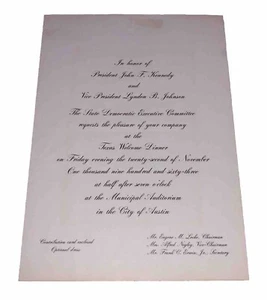 In honor of
President John F. Kennedy
and
Vice President Lyndon B. Johnson
The State Democratic Executive Committee
requests the pleasure of your company
at the
Texas Welcome Dinner
on Friday evening the twenty-second of November
One thousand nine hundred and sixty-three
at half after seven o'clock
at the Municipal Auditorium
in the City of Austin
Contribution card enclosed
Optional dress
Mr. Eugene M. Locke, Chairman
Mrs. Alfred Negley, Vice-Chairman
Mr. Frank C. Erwin, Jr., Secretary